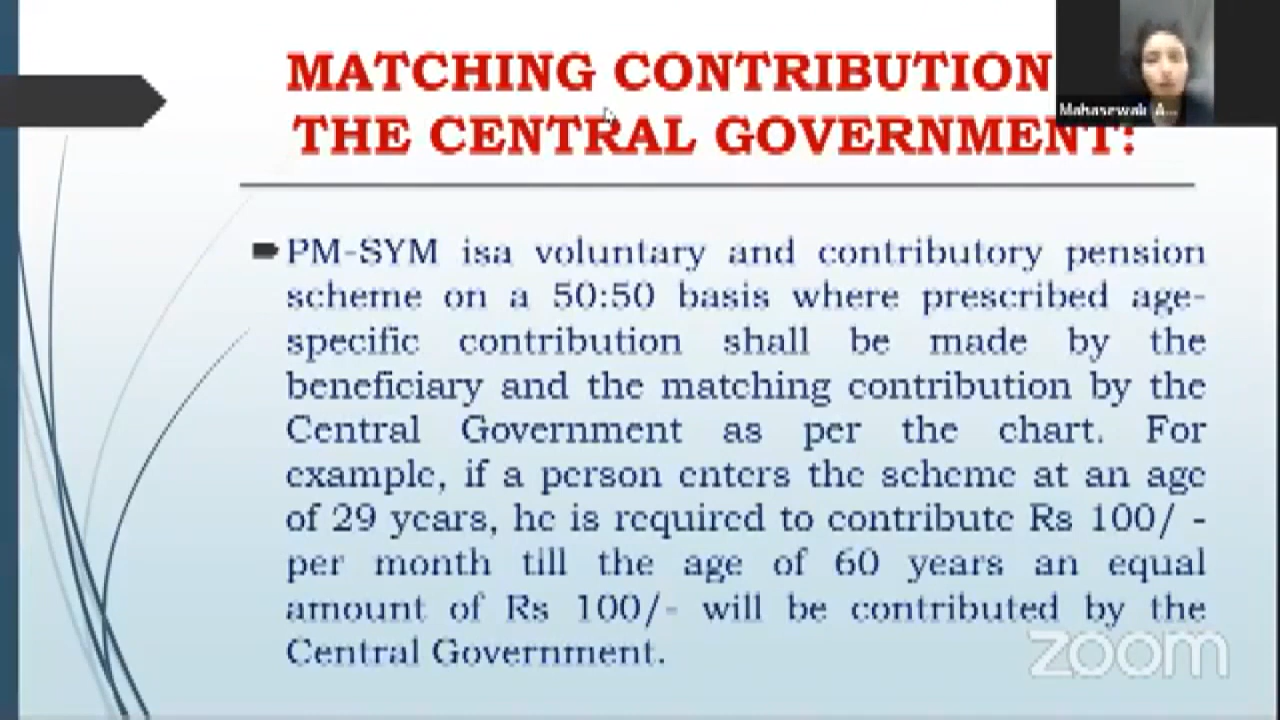 MATCHING CONTRIBUTION
THE CENTRAL GOVERNMENT:
Mahasewak A...
PM-SYM isa voluntary and contributory pension
scheme on a 50:50 basis where prescribed age-
specific contribution shall be made by the
beneficiary and the matching contribution by the
Central Government as per the chart. For
example, if a person enters the scheme at an age
of 29 years, he is required to contribute Rs 100/ -
per month till the age of 60 years an equal
amount of Rs 100/- will be contributed by the
Central Government.
zoom